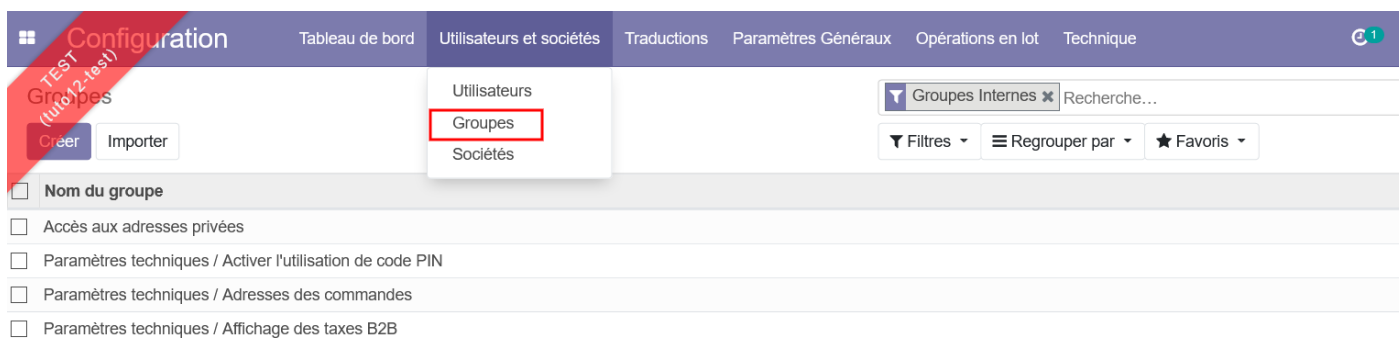 Configuration Tableau de bord Utilisateurs et sociétés Traductions Paramètres Généraux Opérations en lot Technique 1
TEST
(tuto12-test)
Groupes
Utilisateurs
Groupes
Sociétés
Groupes Internes Recherche...
Créer Importer
Filtres Regrouper par Favoris
Nom du groupe
Accès aux adresses privées
Paramètres techniques / Activer l'utilisation de code PIN
Paramètres techniques / Adresses des commandes
Paramètres techniques / Affichage des taxes B2B